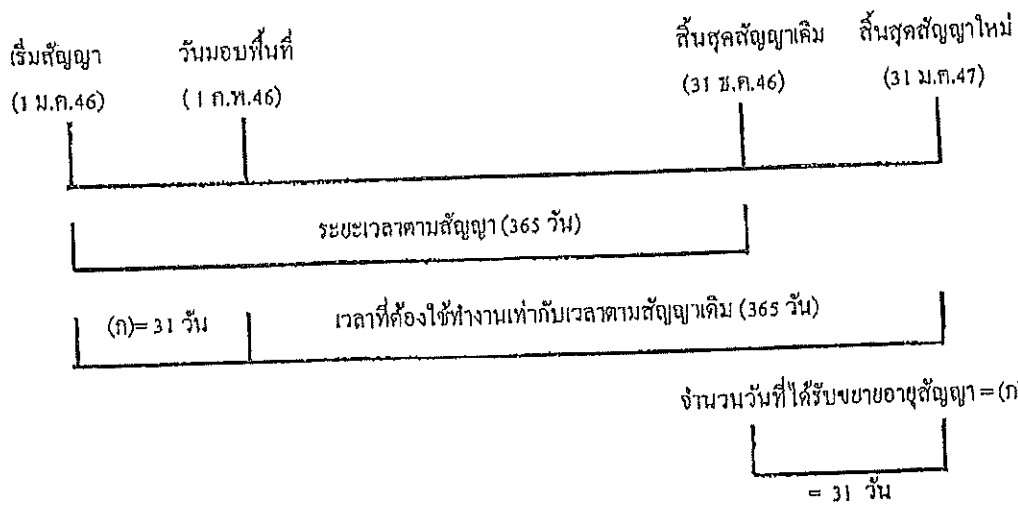 เริ่มสัญญา วันมอบพื้นที่ สิ้นสุดสัญญาเดิม สิ้นสุดสัญญาใหม่
(1 ม.ค.46) (1 ก.พ.46) (31 ธ.ค.46) (31 ม.ค.47)
ระยะเวลาตามสัญญา (365 วัน)
(ก)= 31 วัน เวลาที่ต้องใช้ทำงานเท่ากับเวลาตามสัญญาเดิม (365 วัน)
จำนวนวันที่ได้รับขยายอายุสัญญา = (ก
= 31 วัน